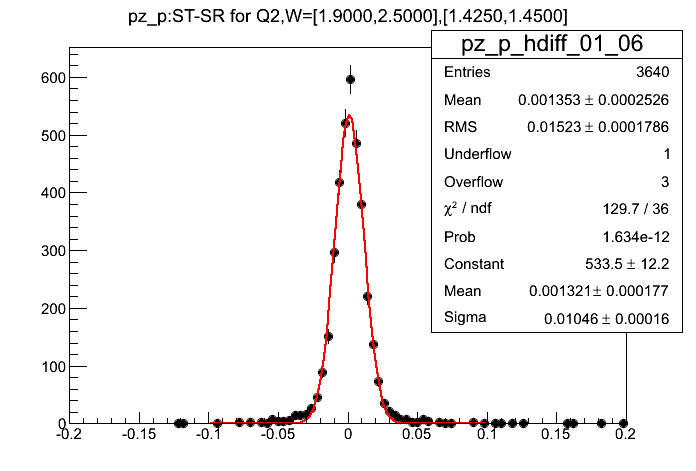 pz_p:ST-SR for Q2,W=[1.9000,2.5000],[1.4250,1.4500]
pz_p_hdiff_01_06
Entries 3640
Mean 0.001353 ± 0.0002526
RMS 0.01523 ± 0.0001786
Underflow 1
Overflow 3
χ² / ndf 129.7 / 36
Prob 1.634e-12
Constant 533.5 ± 12.2
Mean 0.001321 ± 0.000177
Sigma 0.01046 ± 0.00016
600
500
400
300
200
100
0
-0.2 -0.15 -0.1 -0.05 0 0.05 0.1 0.15 0.2